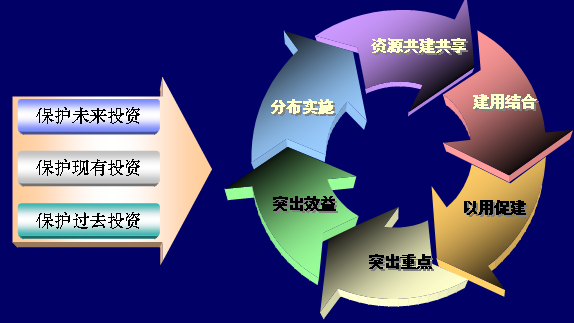 保护未来投资
保护现有投资
保护过去投资
资源共建共享
建用结合
以用促建
突出重点
突出效益
分布实施